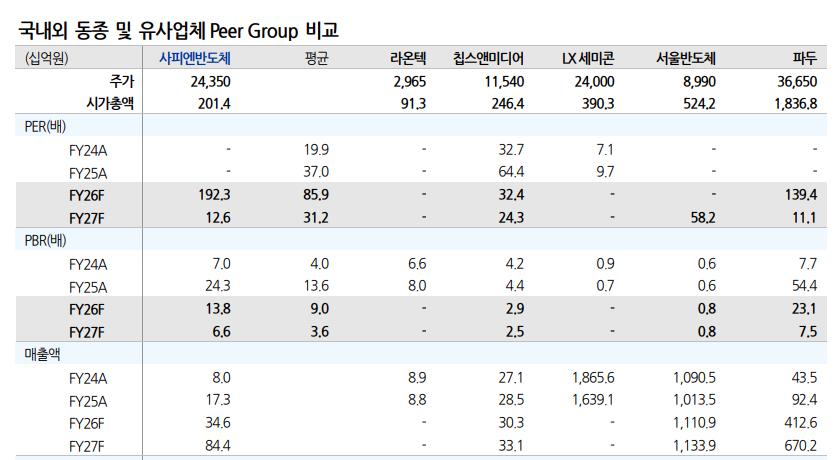 국내외 동종 및 유사업체 Peer Group 비교
(십억원) 사피엔반도체 평균 라온텍 칩스앤미디어 LX 세미콘 서울반도체 파두
주가 24,350 2,965 11,540 24,000 8,990 36,650
시가총액 201.4 91.3 246.4 390.3 524.2 1,836.8
PER(배)
FY24A - 19.9 - 32.7 7.1 - -
FY25A - 37.0 - 64.4 9.7 - -
FY26F 192.3 85.9 - 32.4 - - 139.4
FY27F 12.6 31.2 - 24.3 - 58.2 11.1
PBR(배)
FY24A 7.0 4.0 6.6 4.2 0.9 0.6 7.7
FY25A 24.3 13.6 8.0 4.4 0.7 0.6 54.4
FY26F 13.8 9.0 - 2.9 - 0.8 23.1
FY27F 6.6 3.6 - 2.5 - 0.8 7.5
매출액
FY24A 8.0 8.9 27.1 1,865.6 1,090.5 43.5
FY25A 17.3 8.8 28.5 1,639.1 1,013.5 92.4
FY26F 34.6 - 30.3 - 1,110.9 412.6
FY27F 84.4 - 33.1 - 1,133.9 670.2